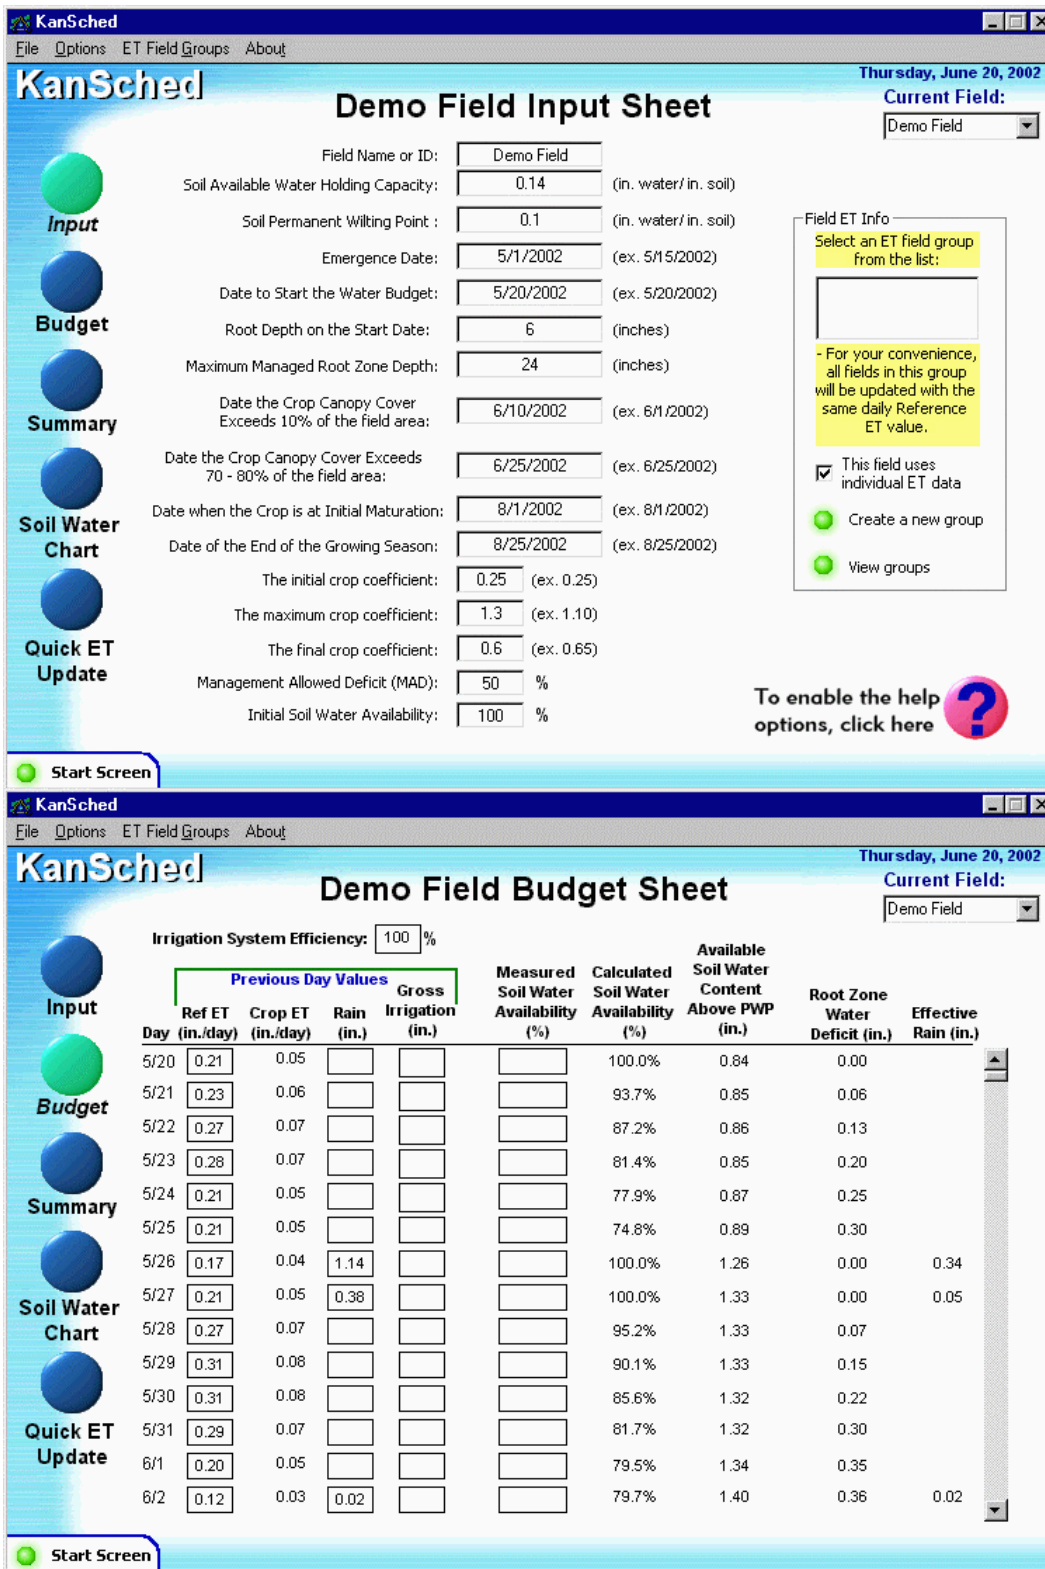 KanSched
File Options ET Field Groups About
KanSched
Thursday, June 20, 2002
Demo Field Input Sheet
Current Field:
Demo Field
Input
Budget
Summary
Soil Water
Chart
Quick ET
Update
Field Name or ID: Demo Field
Soil Available Water Holding Capacity: 0.14 (in. water/ in. soil)
Soil Permanent Wilting Point : 0.1 (in. water/ in. soil)
Emergence Date: 5/1/2002 (ex. 5/15/2002)
Date to Start the Water Budget: 5/20/2002 (ex. 5/20/2002)
Root Depth on the Start Date: 6 (inches)
Maximum Managed Root Zone Depth: 24 (inches)
Date the Crop Canopy Cover
Exceeds 10% of the field area: 6/10/2002 (ex. 6/1/2002)
Date the Crop Canopy Cover Exceeds
70 - 80% of the field area: 6/25/2002 (ex. 6/25/2002)
Date when the Crop is at Initial Maturation: 8/1/2002 (ex. 8/1/2002)
Date of the End of the Growing Season: 8/25/2002 (ex. 8/25/2002)
The initial crop coefficient: 0.25 (ex. 0.25)
The maximum crop coefficient: 1.3 (ex. 1.10)
The final crop coefficient: 0.6 (ex. 0.65)
Management Allowed Deficit (MAD): 50 %
Initial Soil Water Availability: 100 %
Field ET Info
Select an ET field group
from the list:
- For your convenience,
all fields in this group
will be updated with the
same daily Reference
ET value.
This field uses
individual ET data
Create a new group
View groups
To enable the help
options, click here
?
Start Screen
KanSched
File Options ET Field Groups About
KanSched
Thursday, June 20, 2002
Demo Field Budget Sheet
Current Field:
Demo Field
Input
Budget
Summary
Soil Water
Chart
Quick ET
Update
Irrigation System Efficiency: 100 %
Previous Day Values
Day Ref ET (in./day) Crop ET (in./day) Rain (in.) Gross Irrigation (in.) Measured Soil Water Availability (%) Calculated Soil Water Availability (%) Available Soil Water Content Above PWP (in.) Root Zone Water Deficit (in.) Effective Rain (in.)
5/20 0.21 0.05 100.0% 0.84 0.00
5/21 0.23 0.06 93.7% 0.85 0.06
5/22 0.27 0.07 87.2% 0.86 0.13
5/23 0.28 0.07 81.4% 0.85 0.20
5/24 0.21 0.05 77.9% 0.87 0.25
5/25 0.21 0.05 74.8% 0.89 0.30
5/26 0.17 0.04 1.14 100.0% 1.26 0.00 0.34
5/27 0.21 0.05 0.38 100.0% 1.33 0.00 0.05
5/28 0.27 0.07 95.2% 1.33 0.07
5/29 0.31 0.08 90.1% 1.33 0.15
5/30 0.31 0.08 85.6% 1.32 0.22
5/31 0.29 0.07 81.7% 1.32 0.30
6/1 0.20 0.05 79.5% 1.34 0.35
6/2 0.12 0.03 0.02 79.7% 1.40 0.36 0.02
Start Screen